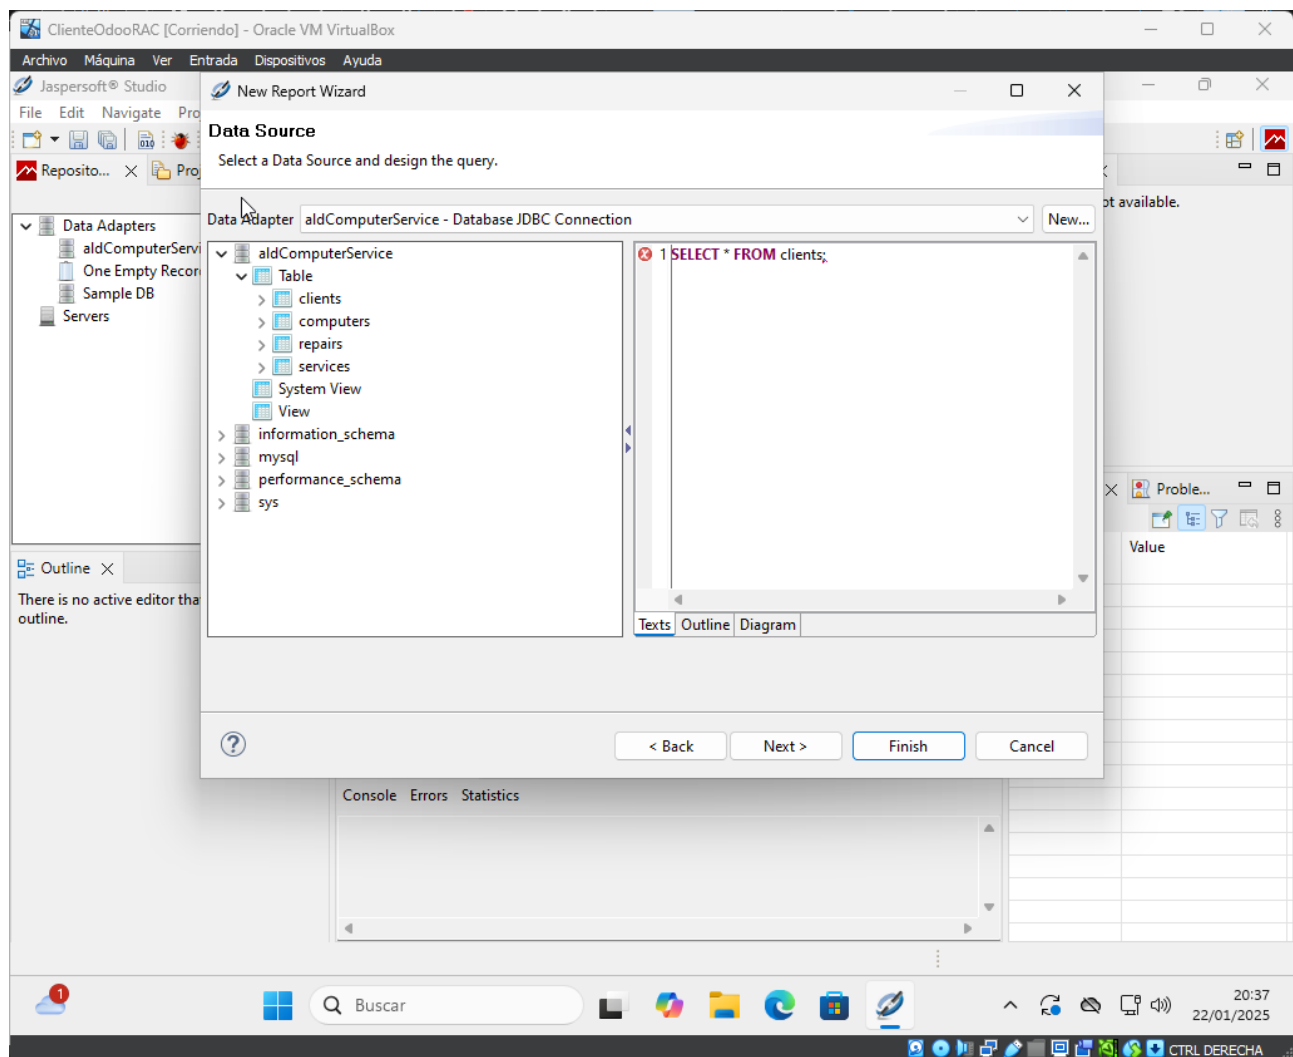 ClienteOdooRAC [Corriendo] - Oracle VM VirtualBox
Archivo Máquina Ver Entrada Dispositivos Ayuda
Jaspersoft® Studio
File Edit Navigate Pro
New Report Wizard
Data Source
Select a Data Source and design the query.
Reposito...
Data Adapters
aldComputerServi
One Empty Recor
Sample DB
Servers
Data Adapter
aldComputerService - Database JDBC Connection
New...
aldComputerService
Table
clients
computers
repairs
services
System View
View
information_schema
mysql
performance_schema
sys
1 SELECT * FROM clients;
Texts Outline Diagram
< Back
Next >
Finish
Cancel
ot available.
Proble...
Value
Outline
There is no active editor tha
outline.
Console Errors Statistics
1
Buscar
20:37
22/01/2025
CTRL DERECHA